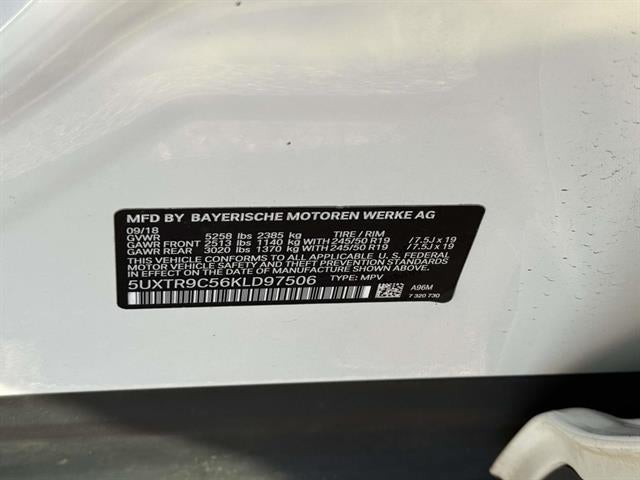 MFD BY BAYERISCHE MOTOREN WERKE AG
09/18 TIRE / RIM
GVWR 5258 lbs 2385 kg
GAWR FRONT 2513 lbs 1140 kg WITH 245/50 R19 / 7.5J x 19
GAWR REAR 3020 lbs 1370 kg WITH 245/50 R19 / 7.5J x 19
THIS VEHICLE CONFORMS TO ALL APPLICABLE U. S. FEDERAL
MOTOR VEHICLE SAFETY AND THEFT PREVENTION STANDARDS
IN EFFECT ON THE DATE OF MANUFACTURE SHOWN ABOVE.
5UXTR9C56KLD97506 TYPE: MPV
A96M
7 320 730